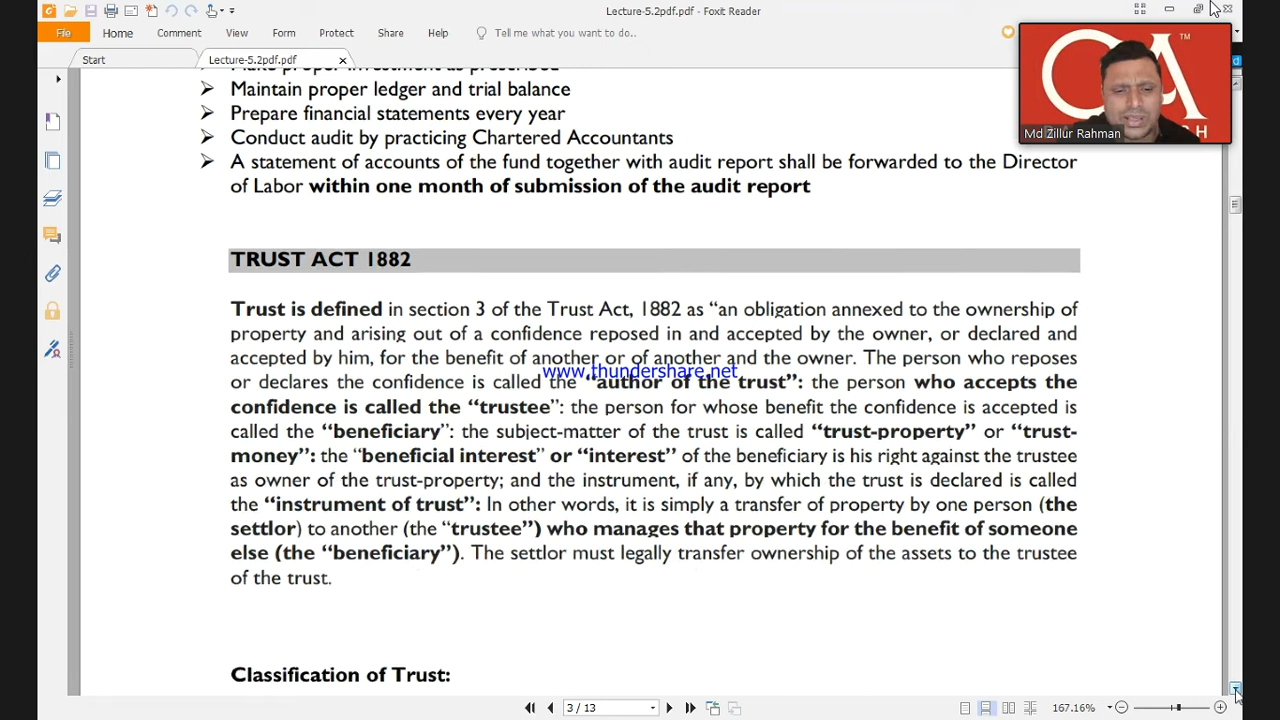 Lecture-5.2pdf.pdf - Foxit Reader
File Home Comment View Form Protect Share Help Tell me what you want to do..
Start Lecture-5.2pdf.pdf
Make proper investment as prescribed
➢ Maintain proper ledger and trial balance
➢ Prepare financial statements every year
➢ Conduct audit by practicing Chartered Accountants
➢ A statement of accounts of the fund together with audit report shall be forwarded to the Director
of Labor within one month of submission of the audit report
TRUST ACT 1882
Trust is defined in section 3 of the Trust Act, 1882 as “an obligation annexed to the ownership of
property and arising out of a confidence reposed in and accepted by the owner, or declared and
accepted by him, for the benefit of another or of another and the owner. The person who reposes
or declares the confidence is called the “author of the trust”: the person who accepts the
confidence is called the “trustee”: the person for whose benefit the confidence is accepted is
called the “beneficiary”: the subject-matter of the trust is called “trust-property” or “trust-
money”: the “beneficial interest” or “interest” of the beneficiary is his right against the trustee
as owner of the trust-property; and the instrument, if any, by which the trust is declared is called
the “instrument of trust”: In other words, it is simply a transfer of property by one person (the
settlor) to another (the “trustee”) who manages that property for the benefit of someone
else (the “beneficiary”). The settlor must legally transfer ownership of the assets to the trustee
of the trust.
Classification of Trust:
www.thundershare.net
CA
TM
Md Zillur Rahman
3 / 13
167.16%